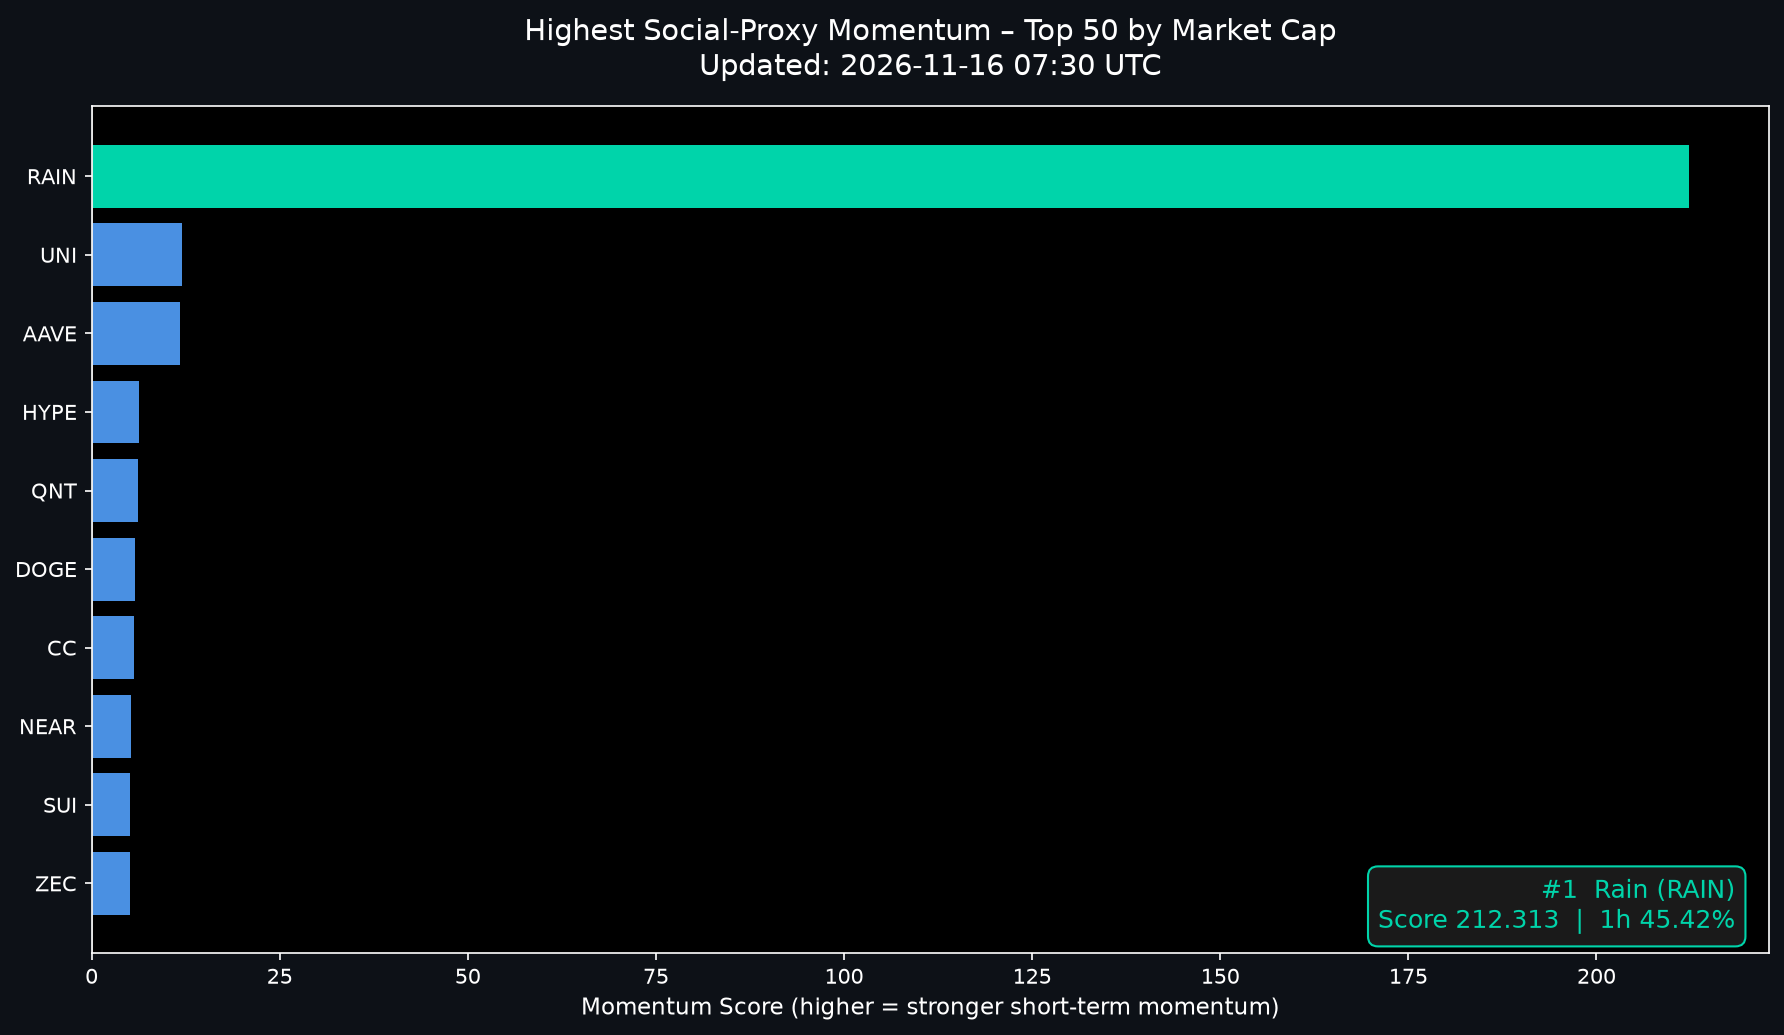 Highest Social-Proxy Momentum – Top 50 by Market Cap
Updated: 2026-11-16 07:30 UTC
RAIN
UNI
AAVE
HYPE
QNT
DOGE
CC
NEAR
SUI
ZEC
#1  Rain (RAIN)
Score 212.313  |  1h 45.42%
0 25 50 75 100 125 150 175 200
Momentum Score (higher = stronger short-term momentum)